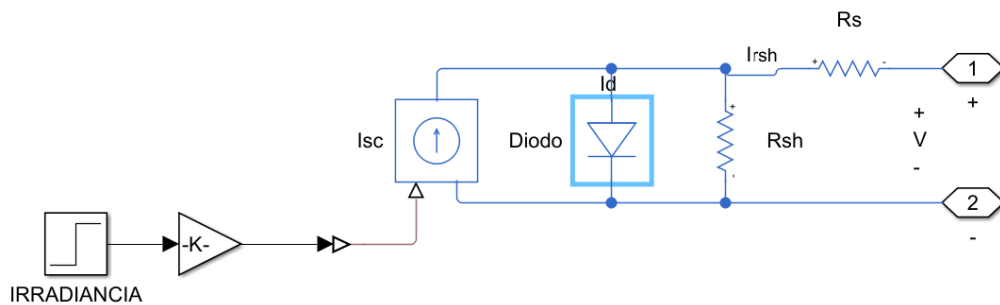 Rs
Irsh
1
+ -
Id
+
+
+
Isc
Diodo
Rsh
V
-
-
2
-K-
-
IRRADIANCIA